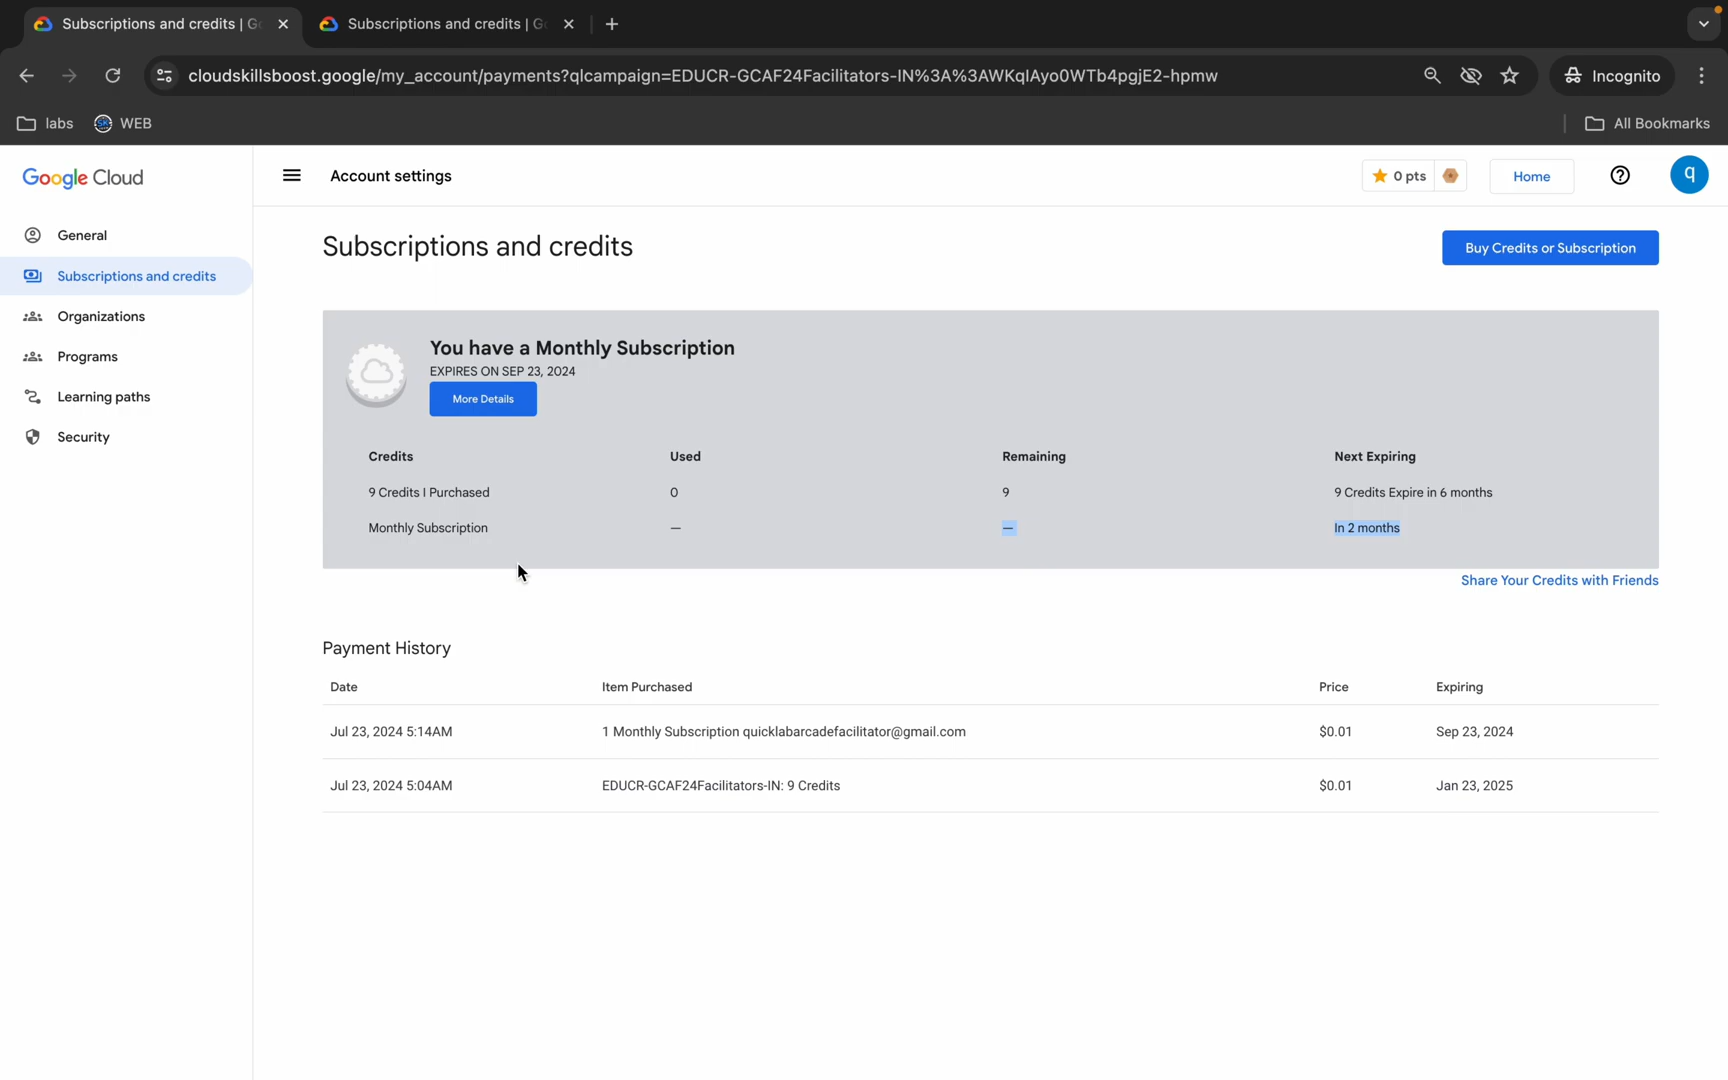 Subscriptions and credits | Go
Subscriptions and credits | G
cloudskillsboost.google/my_account/payments?qlcampaign=EDUCR-GCAF24Facilitators-IN%3A%3AWKqlAyo0WTb4pgjE2-hpmw
Incognito
labs
WEB
All Bookmarks
Google Cloud
Account settings
0 pts
Home
q
General
Subscriptions and credits
Organizations
Programs
Learning paths
Security
Subscriptions and credits
Buy Credits or Subscription
You have a Monthly Subscription
EXPIRES ON SEP 23, 2024
More Details
Credits Used Remaining Next Expiring
9 Credits I Purchased 0 9 9 Credits Expire in 6 months
Monthly Subscription — — In 2 months
Share Your Credits with Friends
Payment History
Date Item Purchased Price Expiring
Jul 23, 2024 5:14AM 1 Monthly Subscription quicklabarcadefacilitator@gmail.com $0.01 Sep 23, 2024
Jul 23, 2024 5:04AM EDUCR-GCAF24Facilitators-IN: 9 Credits $0.01 Jan 23, 2025